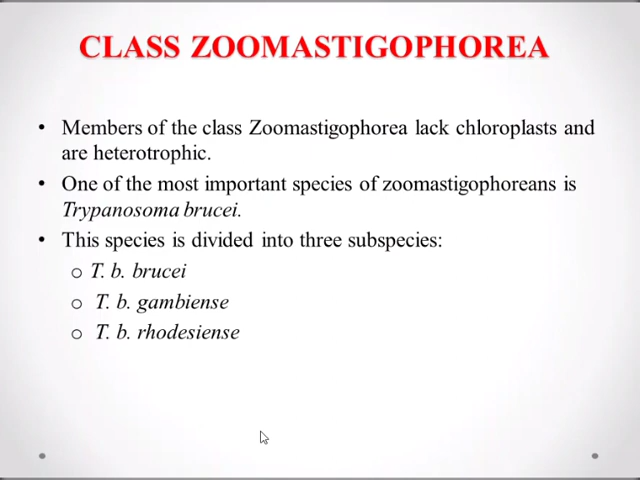 CLASS ZOOMASTIGOPHOREA
• Members of the class Zoomastigophorea lack chloroplasts and
are heterotrophic.
• One of the most important species of zoomastigophoreans is
Trypanosoma brucei.
• This species is divided into three subspecies:
o T. b. brucei
o T. b. gambiense
o T. b. rhodesiense